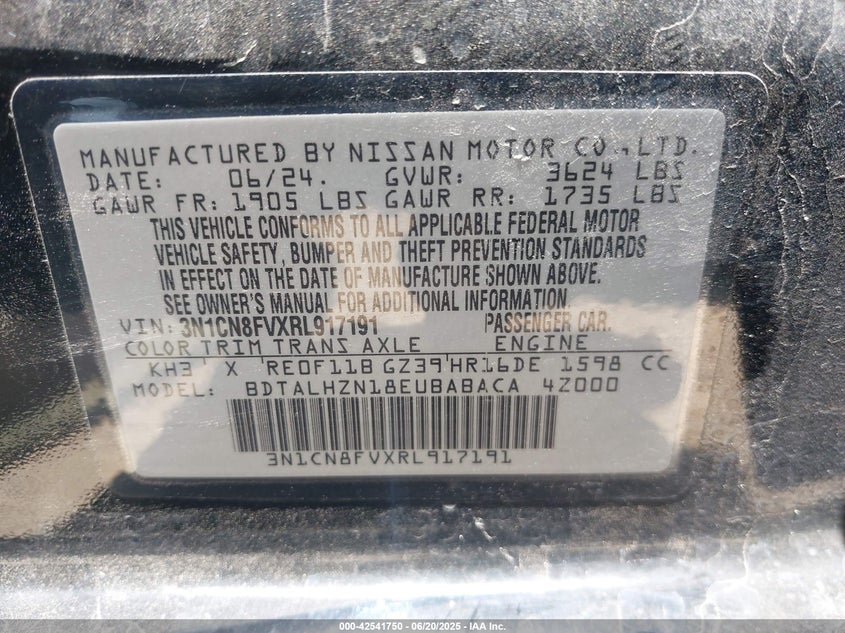 MANUFACTURED BY NISSAN MOTOR CO., LTD.
DATE: 06/24. GVWR: 3624 LBS
GAWR FR: 1905 LBS GAWR RR: 1735 LBS
THIS VEHICLE CONFORMS TO ALL APPLICABLE FEDERAL MOTOR
VEHICLE SAFETY, BUMPER AND THEFT PREVENTION STANDARDS
IN EFFECT ON THE DATE OF MANUFACTURE SHOWN ABOVE.
SEE OWNER'S MANUAL FOR ADDITIONAL INFORMATION.
VIN: 3N1CN8FVXRL917191 PASSENGER CAR.
COLOR TRIM TRANS AXLE ENGINE
KH3 X RE0F11B GZ39 HR16DE 1598 CC
MODEL: BDTALHZN18EUBABACA 4Z000
3N1CN8FVXRL917191
000-42541750 — 06/20/2025 - IAA Inc.